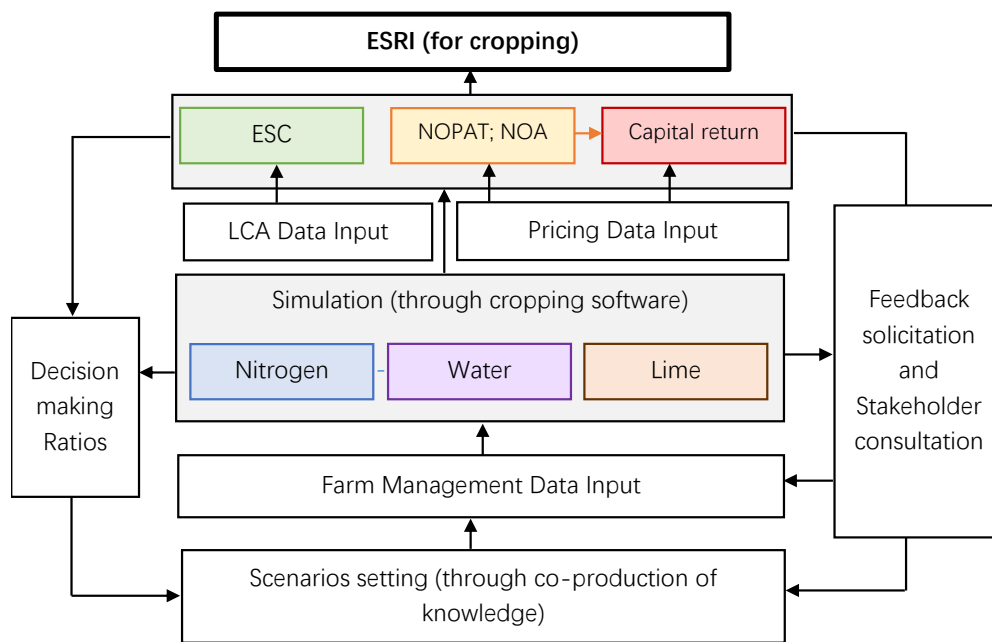 ESRI (for cropping)
ESC
NOPAT; NOA
Capital return
LCA Data Input
Pricing Data Input
Simulation (through cropping software)
Nitrogen
Water
Lime
Decision
making
Ratios
Feedback
solicitation
and
Stakeholder
consultation
Farm Management Data Input
Scenarios setting (through co-production of
knowledge)